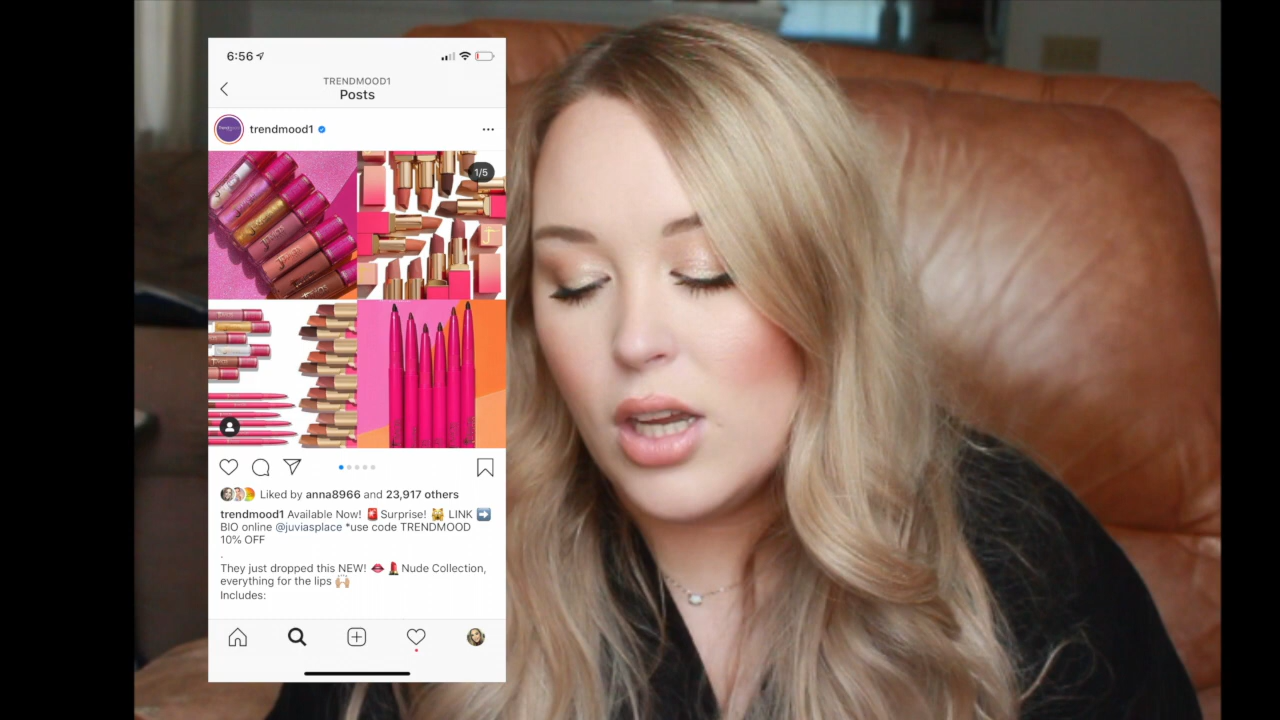 6:56
TRENDMOOD1
Posts
trendmood1
1/5
Liked by anna8966 and 23,917 others
trendmood1 Available Now! 🚨 Surprise! 🙀 LINK ➡️
BIO online @juviasplace *use code TRENDMOOD
10% OFF
.
They just dropped this NEW! 👄 💄 Nude Collection,
everything for the lips 🙌🏼
Includes: